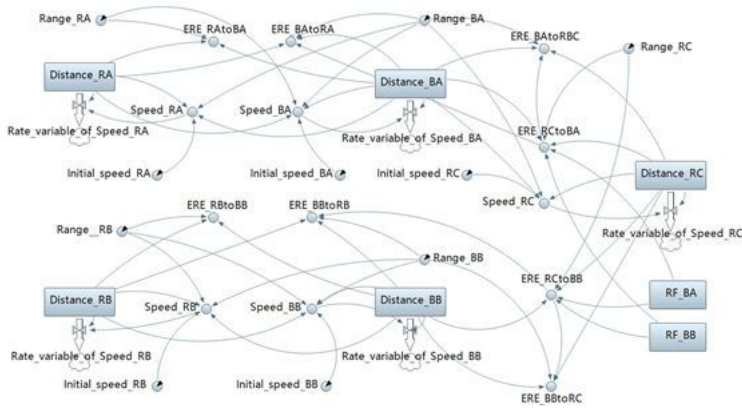 Range_RA
ERE_RAtoBA
ERE_BAtoRA
Range_BA
ERE_BAtoRBC
Range_RC
Distance_RA
Distance_BA
Speed_RA
Speed_BA
Rate_variable_of_Speed_RA
Rate_variable_of_Speed_BA
ERE_RCtoBA
Initial_speed_RA
Initial_speed_BA
Initial_speed_RC
Distance_RC
Speed_RC
ERE_RBtoBB
ERE_BBtoRB
Range__RB
Rate_variable_of_Speed_RC
Range_BB
ERE_RCtoBB
Distance_RB
Speed_RB
Speed_BB
Distance_BB
RF_BA
RF_BB
Rate_variable_of_Speed_RB
Rate_variable_of_Speed_BB
Initial_speed_RB
Initial_speed_BB
ERE_BBtoRC